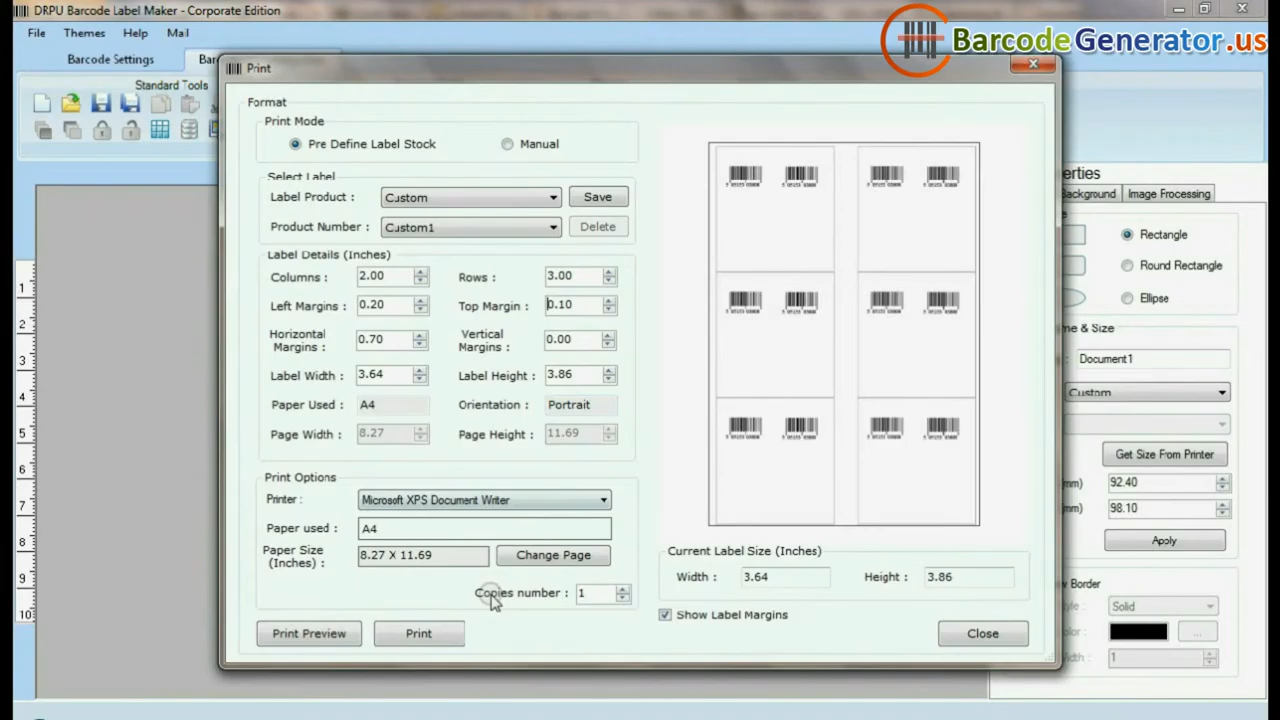 DRPU Barcode Label Maker - Corporate Edition
BarcodeGenerator.us
File Themes Help Mail
Barcode Settings
Standard Tools
Print
Format
Print Mode
Pre Define Label Stock Manual
Select Label
Label Product : Custom Save
Product Number : Custom1 Delete
Label Details (Inches)
Columns : 2.00 Rows : 3.00
Left Margins : 0.20 Top Margin : 0.10
Horizontal Margins : 0.70 Vertical Margins : 0.00
Label Width : 3.64 Label Height : 3.86
Paper Used : A4 Orientation : Portrait
Page Width : 8.27 Page Height : 11.69
Print Options
Printer : Microsoft XPS Document Writer
Paper used : A4
Paper Size (Inches) : 8.27 X 11.69 Change Page
Copies number : 1
Print Preview Print
Current Label Size (Inches)
Width : 3.64 Height : 3.86
Show Label Margins
Close
Background Image Processing
Rectangle
Round Rectangle
Ellipse
Document1
Custom
Get Size From Printer
92.40
98.10
Apply
Border
Solid
...
1
1
2
3
4
5
6
7
8
9
10